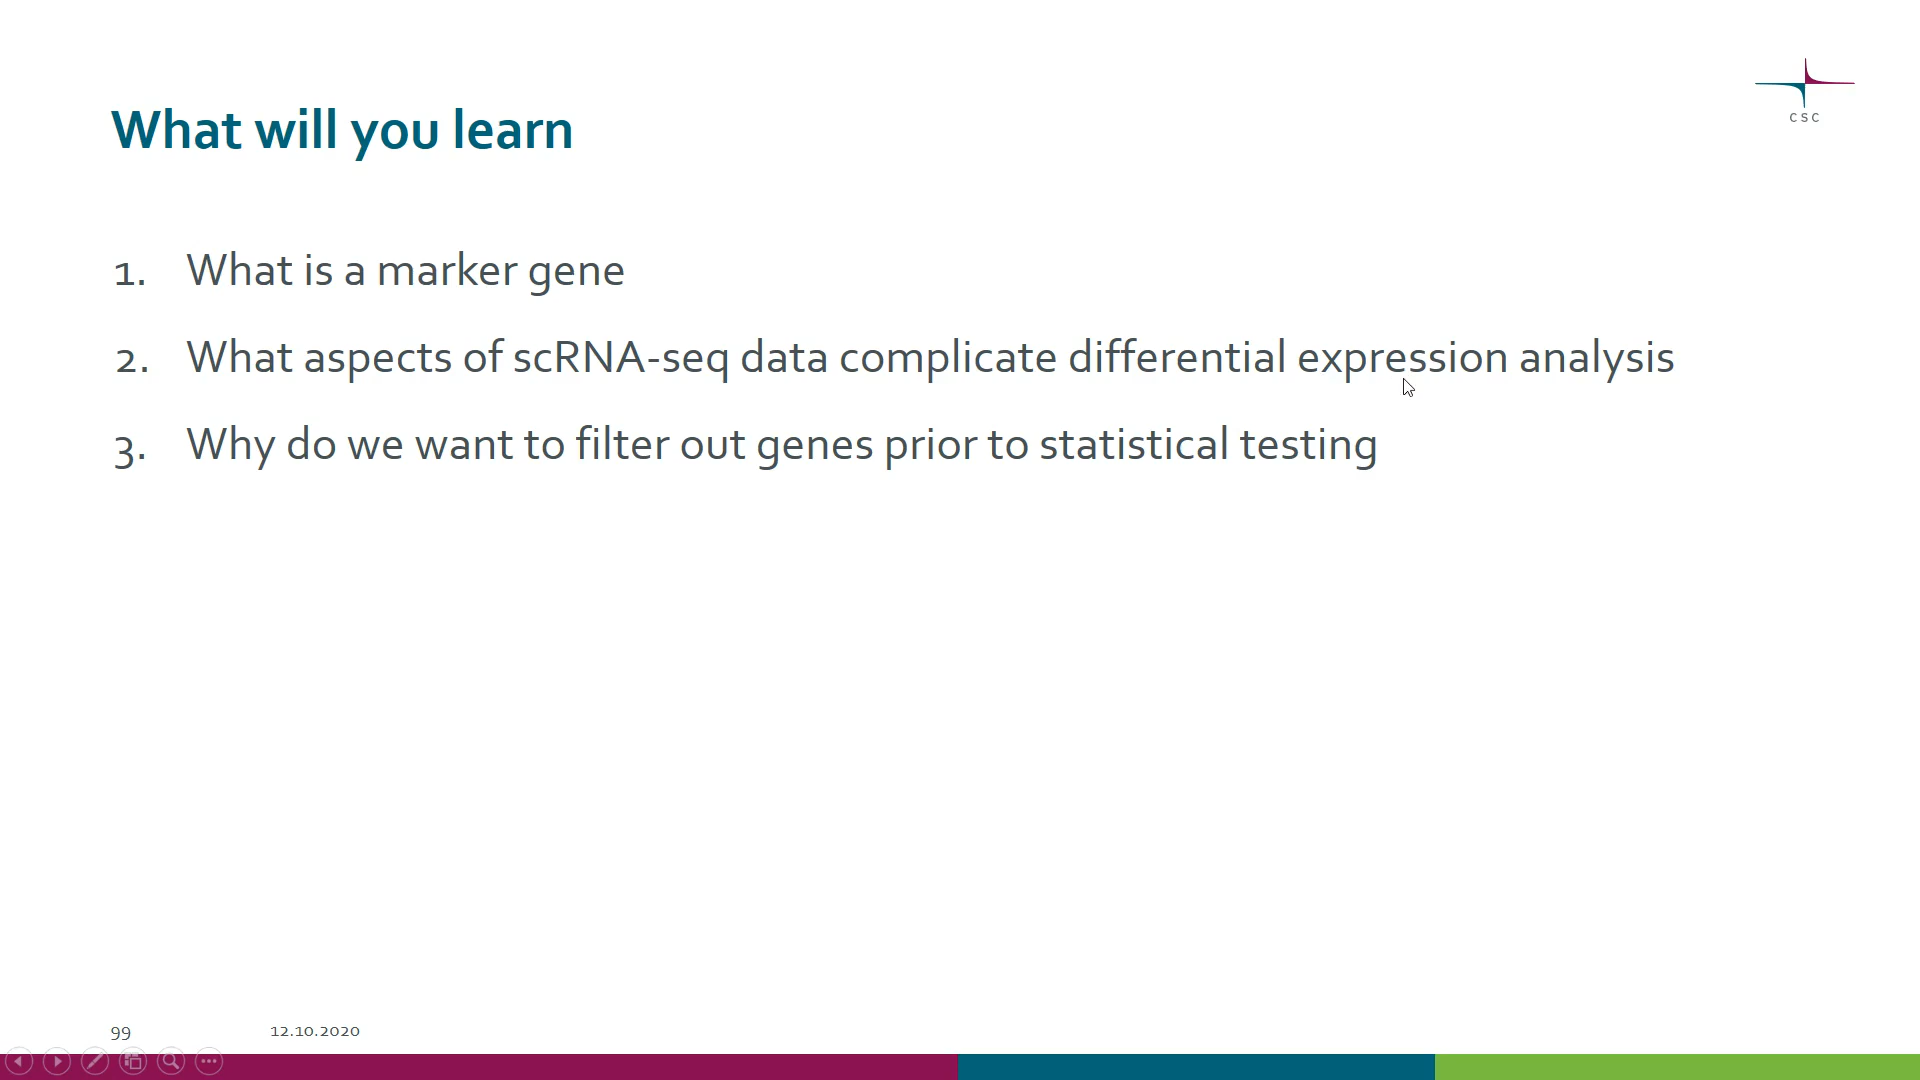 CSC
What will you learn
1. What is a marker gene
2. What aspects of scRNA-seq data complicate differential expression analysis
3. Why do we want to filter out genes prior to statistical testing
99
12.10.2020